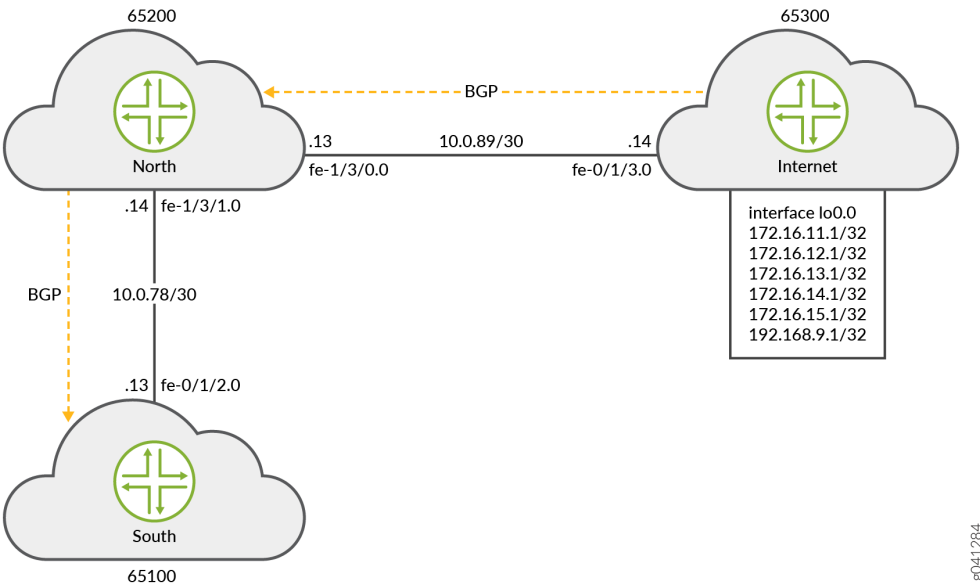 65200
65300
BGP
.13
10.0.89/30
.14
North
fe-1/3/0.0
fe-0/1/3.0
Internet
.14
fe-1/3/1.0
interface lo0.0
172.16.11.1/32
172.16.12.1/32
172.16.13.1/32
172.16.14.1/32
172.16.15.1/32
192.168.9.1/32
BGP
10.0.78/30
.13
fe-0/1/2.0
South
65100
g041284